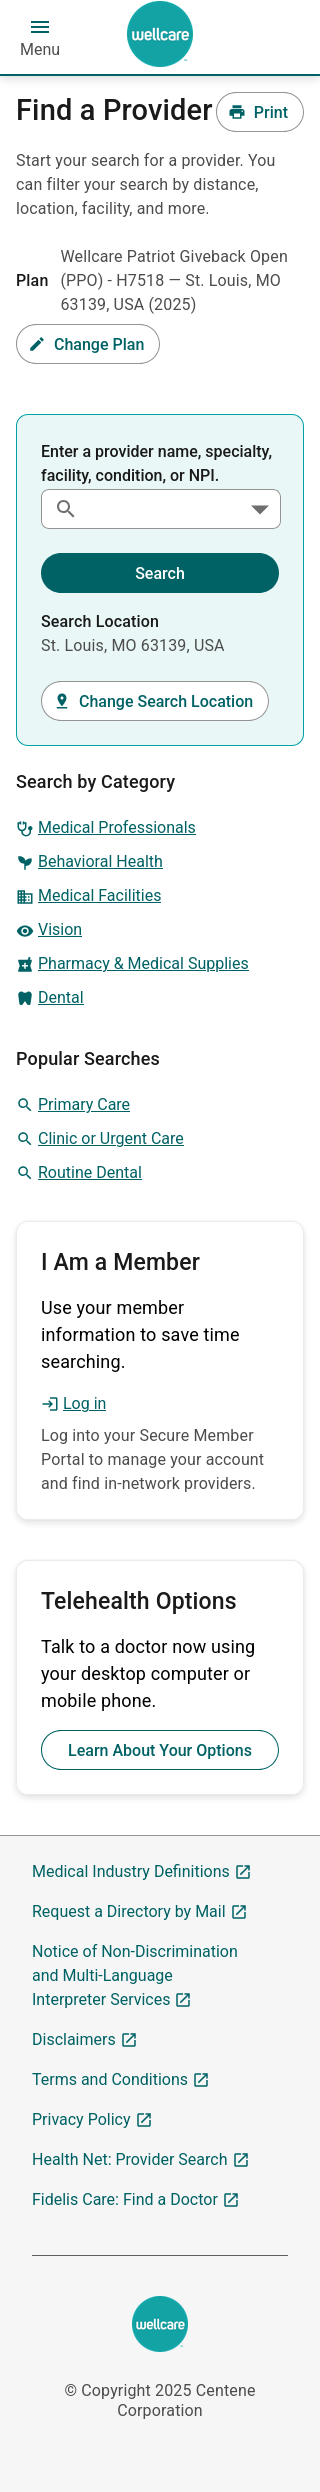 Menu
wellcare
Find a Provider
Print
Start your search for a provider. You
can filter your search by distance,
location, facility, and more.
Plan
Wellcare Patriot Giveback Open
(PPO) - H7518 — St. Louis, MO
63139, USA (2025)
Change Plan
Enter a provider name, specialty,
facility, condition, or NPI.
Search
Search Location
St. Louis, MO 63139, USA
Change Search Location
Search by Category
Medical Professionals
Behavioral Health
Medical Facilities
Vision
Pharmacy & Medical Supplies
Dental
Popular Searches
Primary Care
Clinic or Urgent Care
Routine Dental
I Am a Member
Use your member
information to save time
searching.
Log in
Log into your Secure Member
Portal to manage your account
and find in-network providers.
Telehealth Options
Talk to a doctor now using
your desktop computer or
mobile phone.
Learn About Your Options
Medical Industry Definitions
Request a Directory by Mail
Notice of Non-Discrimination
and Multi-Language
Interpreter Services
Disclaimers
Terms and Conditions
Privacy Policy
Health Net: Provider Search
Fidelis Care: Find a Doctor
wellcare
© Copyright 2025 Centene
Corporation